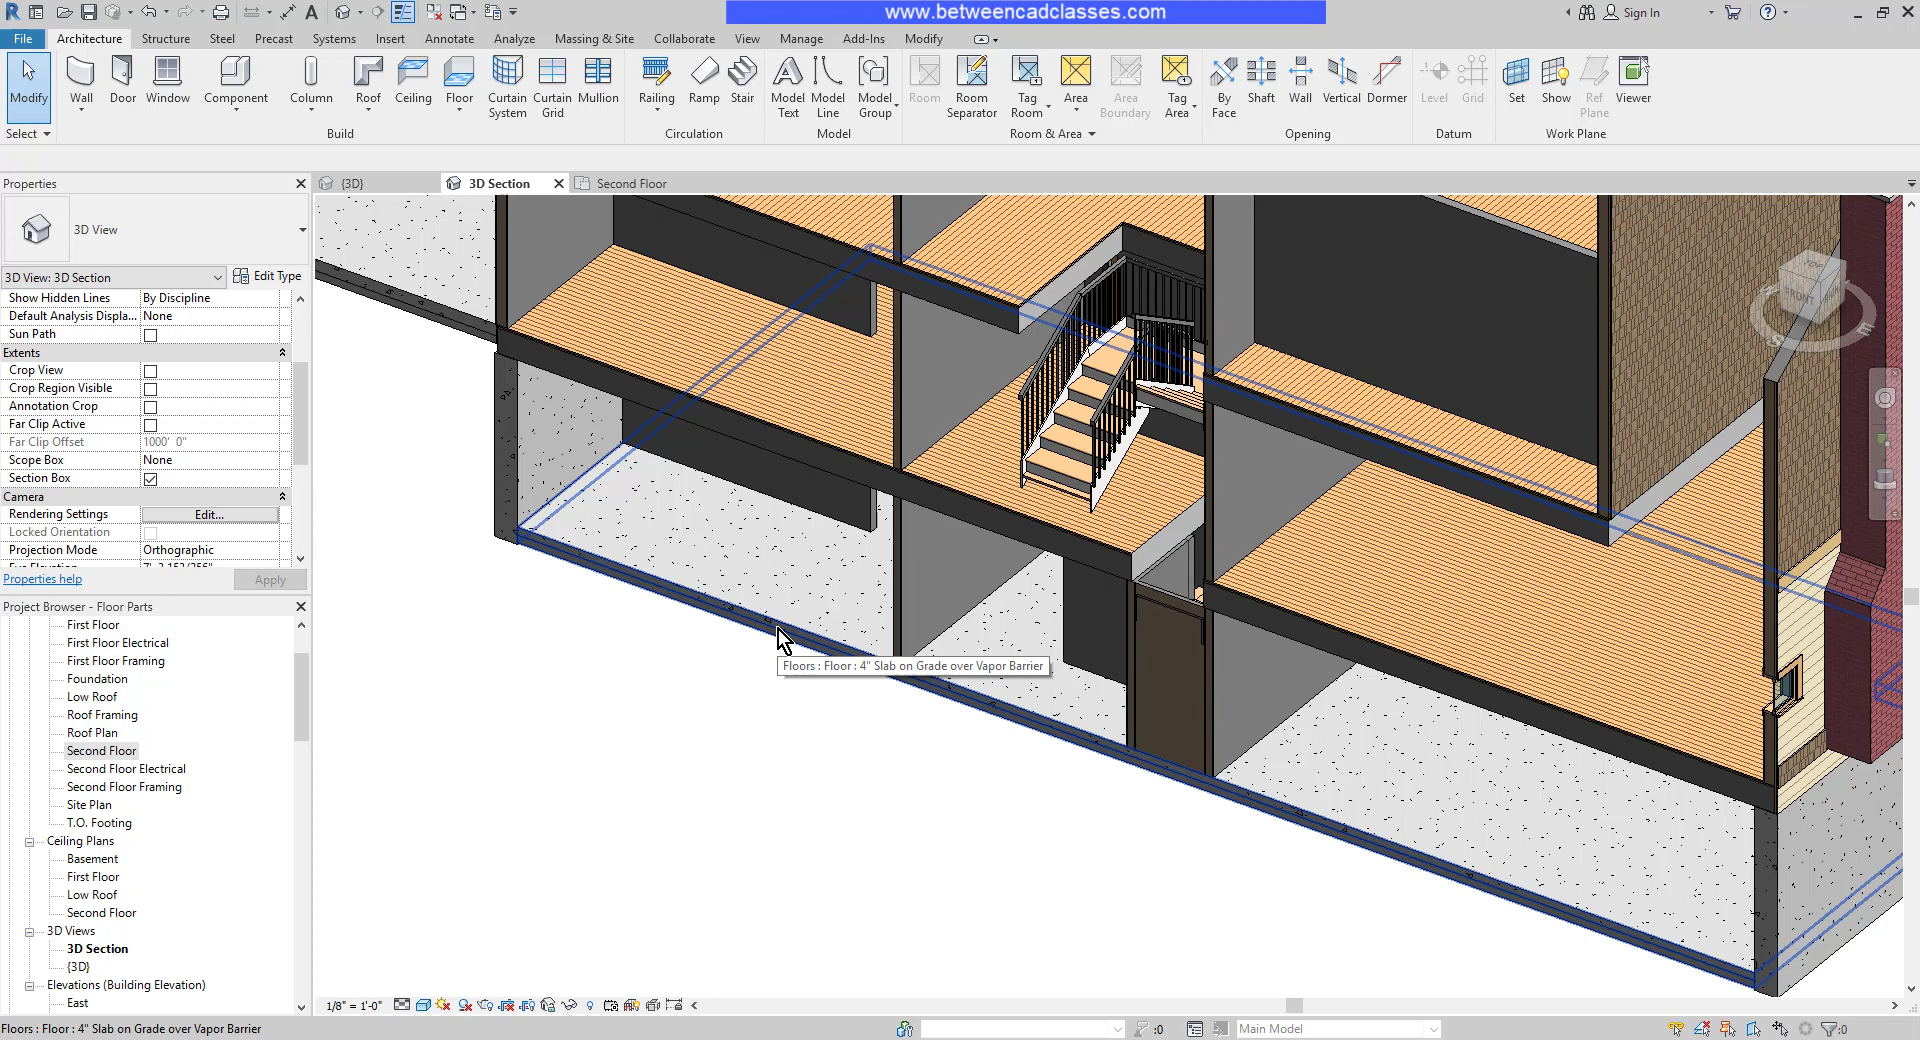 www.betweencadclasses.com
Sign In
File
Architecture
Structure
Steel
Precast
Systems
Insert
Annotate
Analyze
Massing & Site
Collaborate
View
Manage
Add-Ins
Modify
Modify
Wall
Door
Window
Component
Column
Roof
Ceiling
Floor
Curtain System
Curtain Grid
Mullion
Railing
Ramp
Stair
Model Text
Model Line
Model Group
Room
Room Separator
Tag Room
Area
Area Boundary
Tag Area
By Face
Shaft
Wall
Vertical
Dormer
Level
Grid
Set
Show
Ref Plane
Viewer
Select
Build
Circulation
Model
Room & Area
Opening
Datum
Work Plane
Properties
{3D}
3D Section
Second Floor
3D View
3D View: 3D Section
Edit Type
Show Hidden Lines By Discipline
Default Analysis Displa... None
Sun Path
Extents
Crop View
Crop Region Visible
Annotation Crop
Far Clip Active
Far Clip Offset 1000' 0"
Scope Box None
Section Box
Camera
Rendering Settings Edit...
Locked Orientation
Projection Mode Orthographic
Properties help
Apply
Project Browser - Floor Parts
First Floor
First Floor Electrical
First Floor Framing
Foundation
Low Roof
Roof Framing
Roof Plan
Second Floor
Second Floor Electrical
Second Floor Framing
Site Plan
T.O. Footing
Ceiling Plans
Basement
First Floor
Low Roof
Second Floor
3D Views
3D Section
{3D}
Elevations (Building Elevation)
East
TOP
FRONT
S
E
Floors : Floor : 4" Slab on Grade over Vapor Barrier
1/8" = 1'-0"
Floors : Floor : 4" Slab on Grade over Vapor Barrier
:0
Main Model
:0